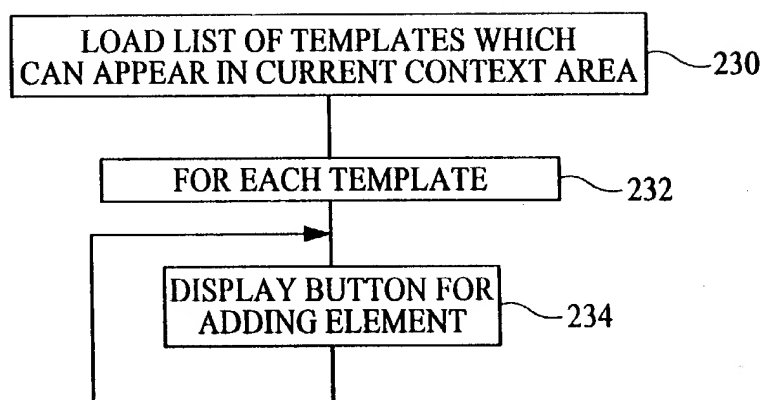 LOAD LIST OF TEMPLATES WHICH
CAN APPEAR IN CURRENT CONTEXT AREA
230
FOR EACH TEMPLATE
232
DISPLAY BUTTON FOR
ADDING ELEMENT
234